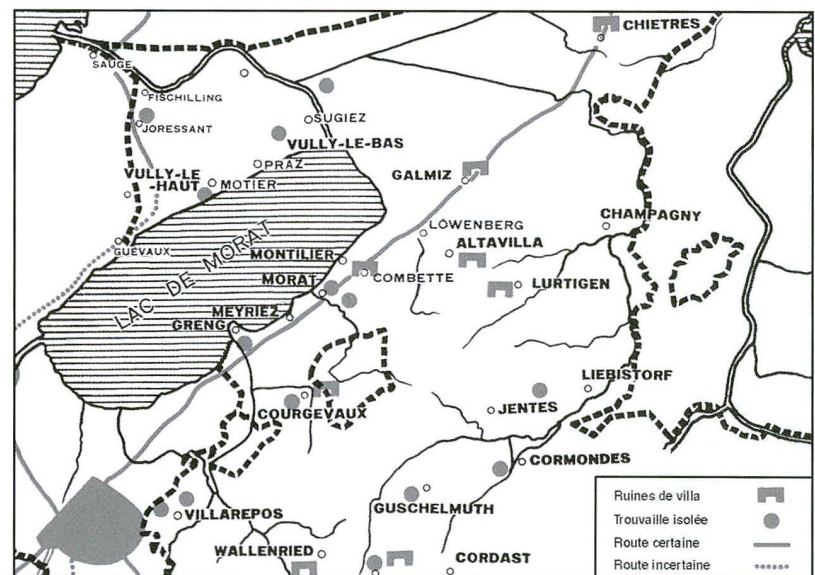 CHIETRES
SAUGE
FISCHILLING
JORESSANT
SUGIEZ
VULLY-LE-BAS
PRAZ
VULLY-LE
-HAUT
MOTIER
GALMIZ
LÖWENBERG
ALTAVILLA
CHAMPAGNY
GUÉVAUX
LAC DE MORAT
MONTILIER
COMBETTE
MORAT
LURTIGEN
MEYRIEZ
GRENG
LIEBISTORF
COURGEVAUX
JENTES
CORMONDES
GUSCHELMUTH
VILLAREPOS
WALLENRIED
CORDAST
Ruines de villa
Trouvaille isolée
Route certaine
Route incertaine